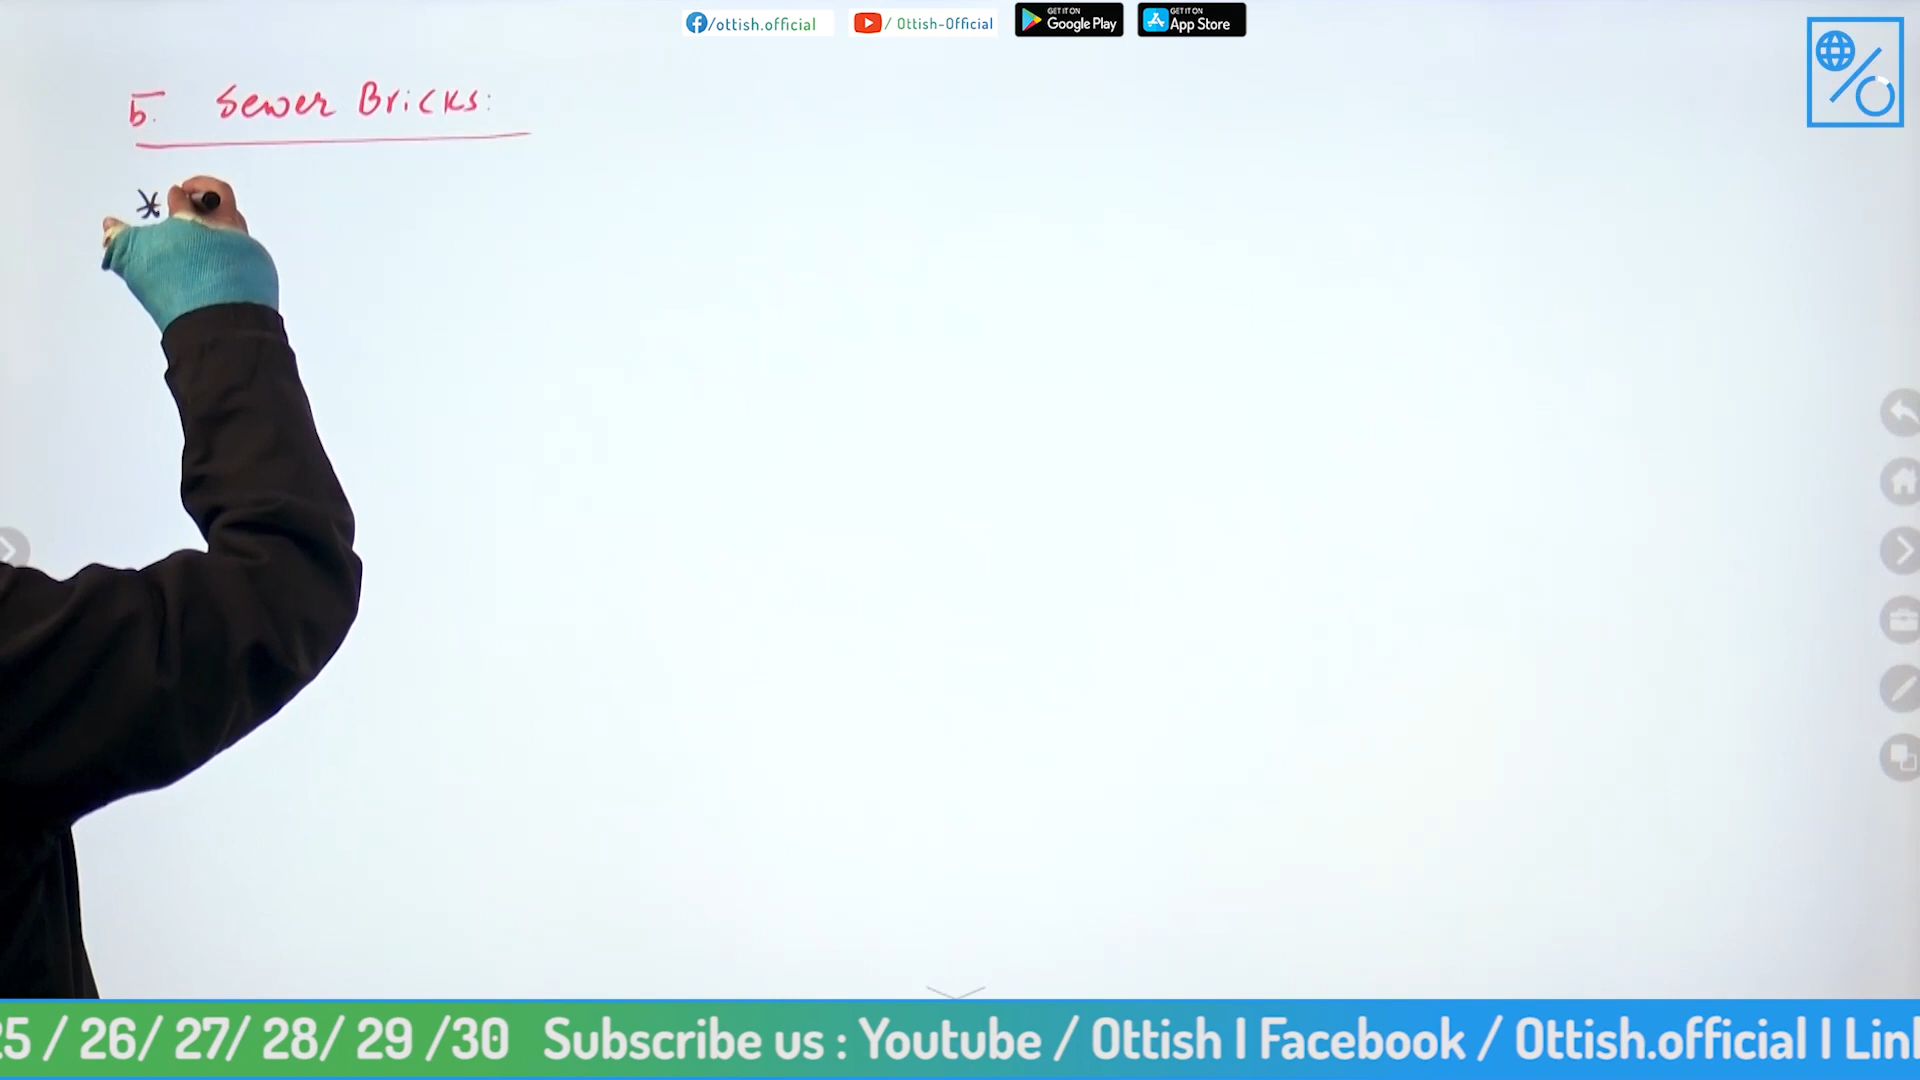 /ottish.official / Ottish-Official GET IT ON Google Play GET IT ON App Store
5. Sewer Bricks:
*
25 / 26/ 27/ 28/ 29 /30 Subscribe us : Youtube / Ottish I Facebook / Ottish.official I Link